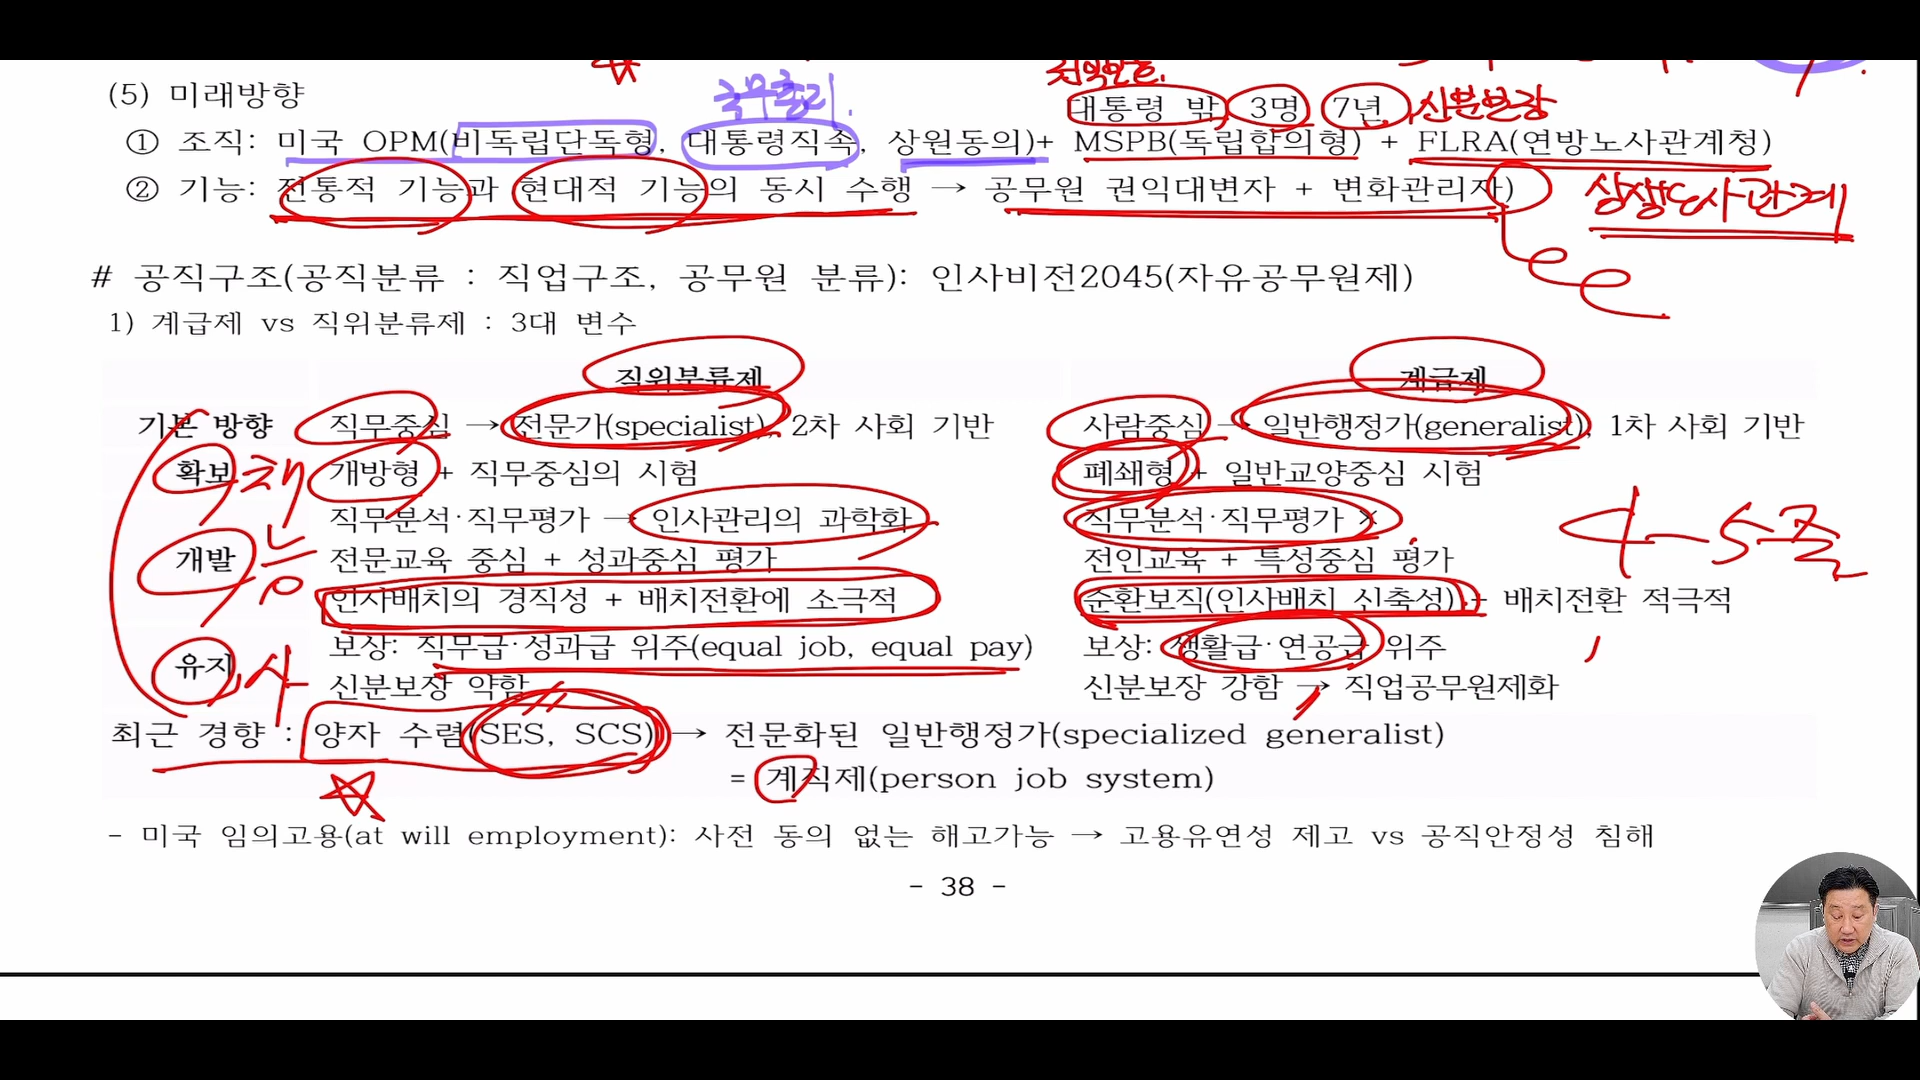 국무총리.
(5) 미래방향
대통령 밖, 3명, 7년, 신분보장
① 조직: 미국 OPM(비독립단독형, 대통령직속, 상원동의)+ MSPB(독립합의형) + FLRA(연방노사관계청)
② 기능: 전통적 기능과 현대적 기능의 동시 수행 → 공무원 권익대변자 + 변화관리자)
상생노사관계
# 공직구조(공직분류 : 직업구조, 공무원 분류): 인사비전2045(자유공무원제)
1) 계급제 vs 직위분류제 : 3대 변수
직위분류제 계급제
기본 방향 직무중심 → 전문가(specialist), 2차 사회 기반 사람중심 → 일반행정가(generalist), 1차 사회 기반
확보 채 개방형 + 직무중심의 시험 폐쇄형 + 일반교양중심 시험
직무분석·직무평가 → 인사관리의 과학화 직무분석·직무평가 ×
개발 능 전문교육 중심 + 성과중심 평가 전인교육 + 특성중심 평가
인사배치의 경직성 + 배치전환에 소극적 순환보직(인사배치 신축성) + 배치전환 적극적
유지 사 보상: 직무급·성과급 위주(equal job, equal pay) 보상: 생활급·연공급 위주
신분보장 약함 신분보장 강함 → 직업공무원제화
최근 경향 : 양자 수렴(SES, SCS) → 전문화된 일반행정가(specialized generalist)
= 계직제(person job system)
- 미국 임의고용(at will employment): 사전 동의 없는 해고가능 → 고용유연성 제고 vs 공직안정성 침해
- 38 -